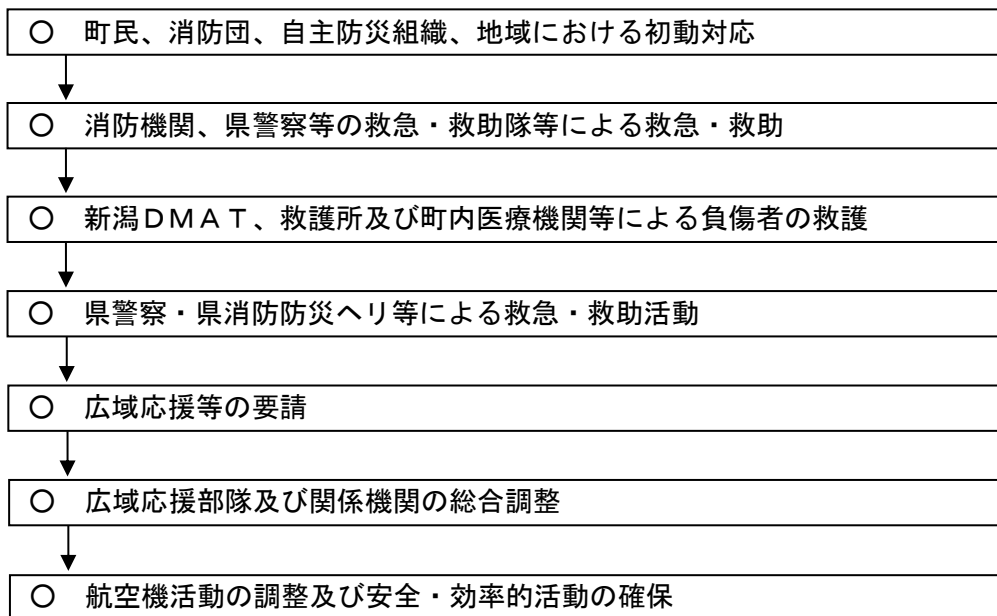 ○　町民、消防団、自主防災組織、地域における初動対応
○　消防機関、県警察等の救急・救助隊等による救急・救助
○　新潟ＤＭＡＴ、救護所及び町内医療機関等による負傷者の救護
○　県警察・県消防防災ヘリ等による救急・救助活動
○　広域応援等の要請
○　広域応援部隊及び関係機関の総合調整
○　航空機活動の調整及び安全・効率的活動の確保